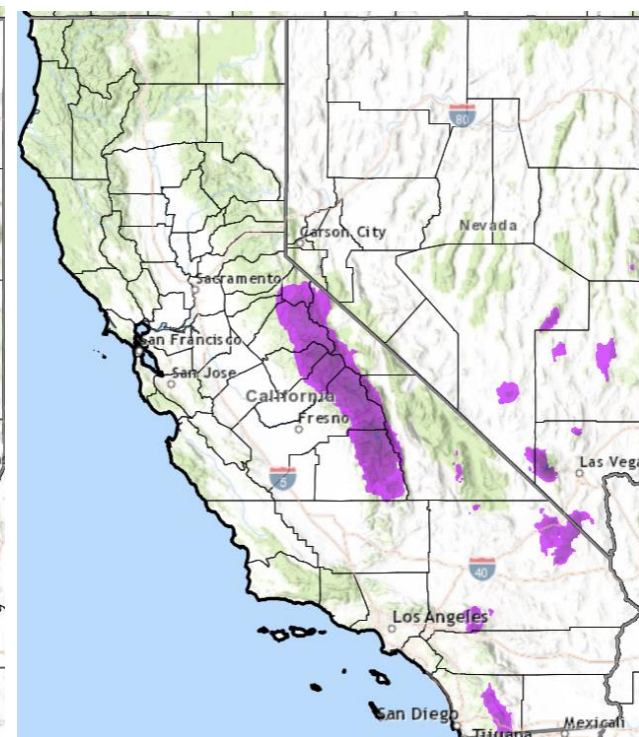 80
Carson City
Nevada
Sacramento
San Francisco
San Jose
California
Fresno
5
Las Vega
40
Los Angeles
San Diego
Mexicali
Tijuana